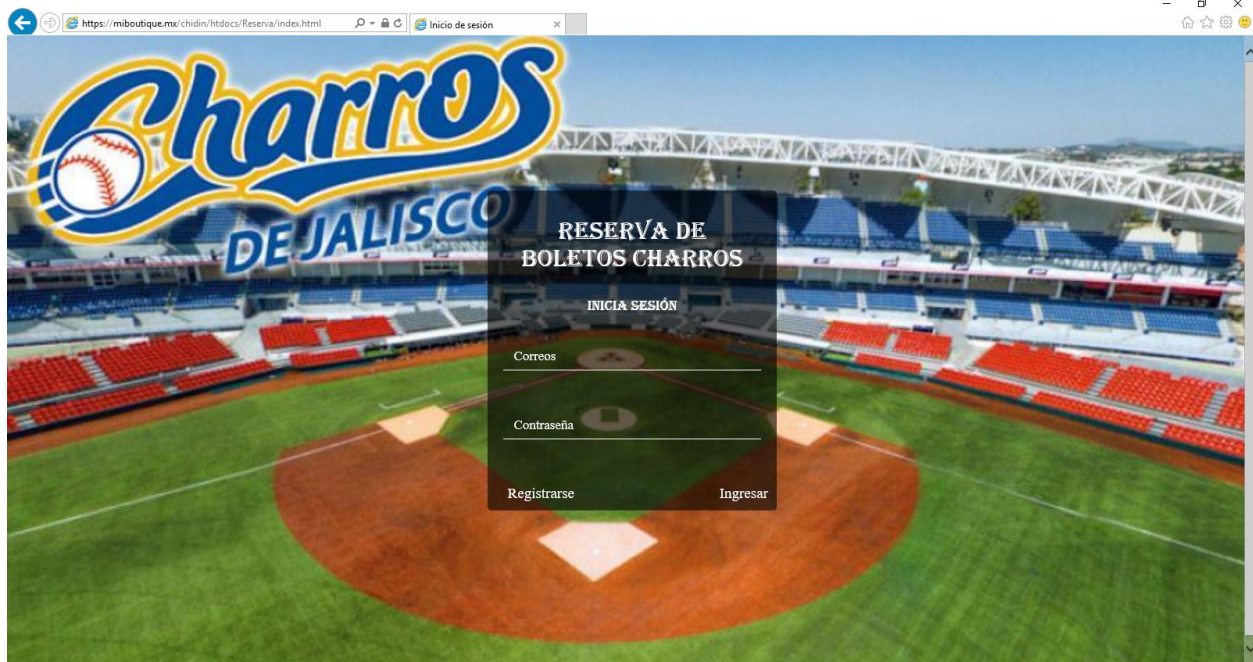 https://miboutique.mx/chidin/htdocs/Reserva/index.html
Inicio de sesión
Charros
DE JALISCO
RESERVA DE
BOLETOS CHARROS
INICIA SESIÓN
Correos
Contraseña
Registrarse Ingresar